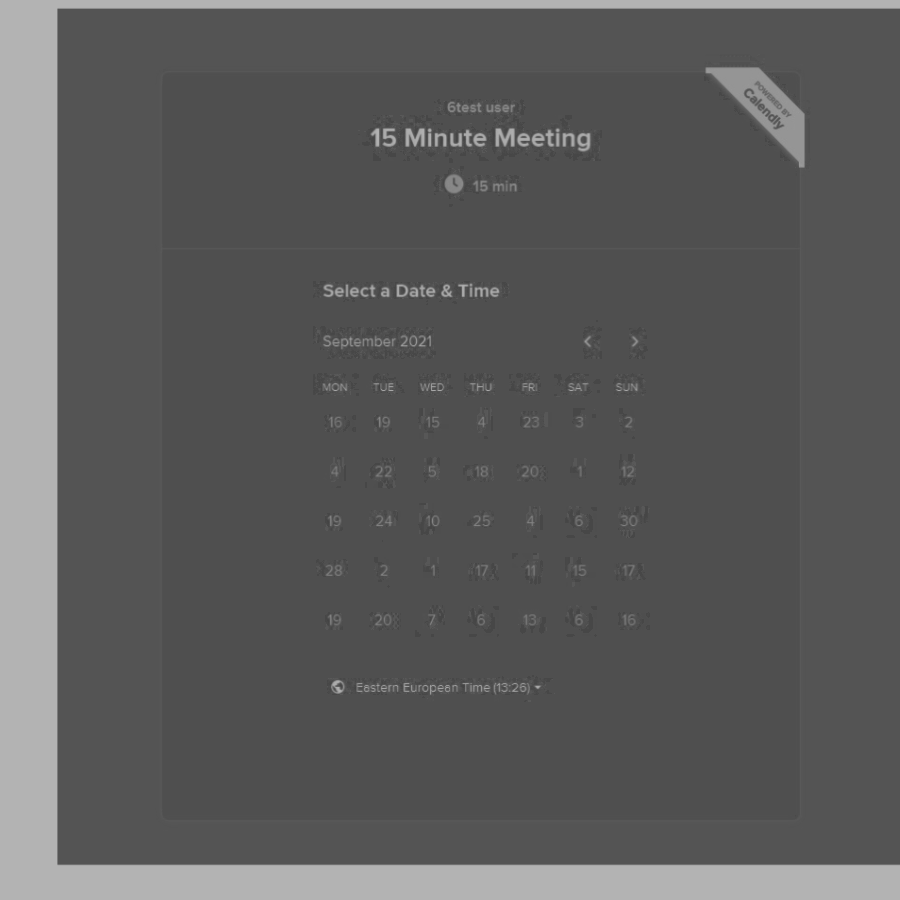 POWERED BY
Calendly
6test user
15 Minute Meeting
15 min
Select a Date & Time
September 2021
MON TUE WED THU FRI SAT SUN
16 19 15 4 23 3 2
4 22 5 18 20 1 12
19 24 10 25 4 6 30
28 2 1 17 11 15 17
19 20 7 6 13 6 16
Eastern European Time (13:26)